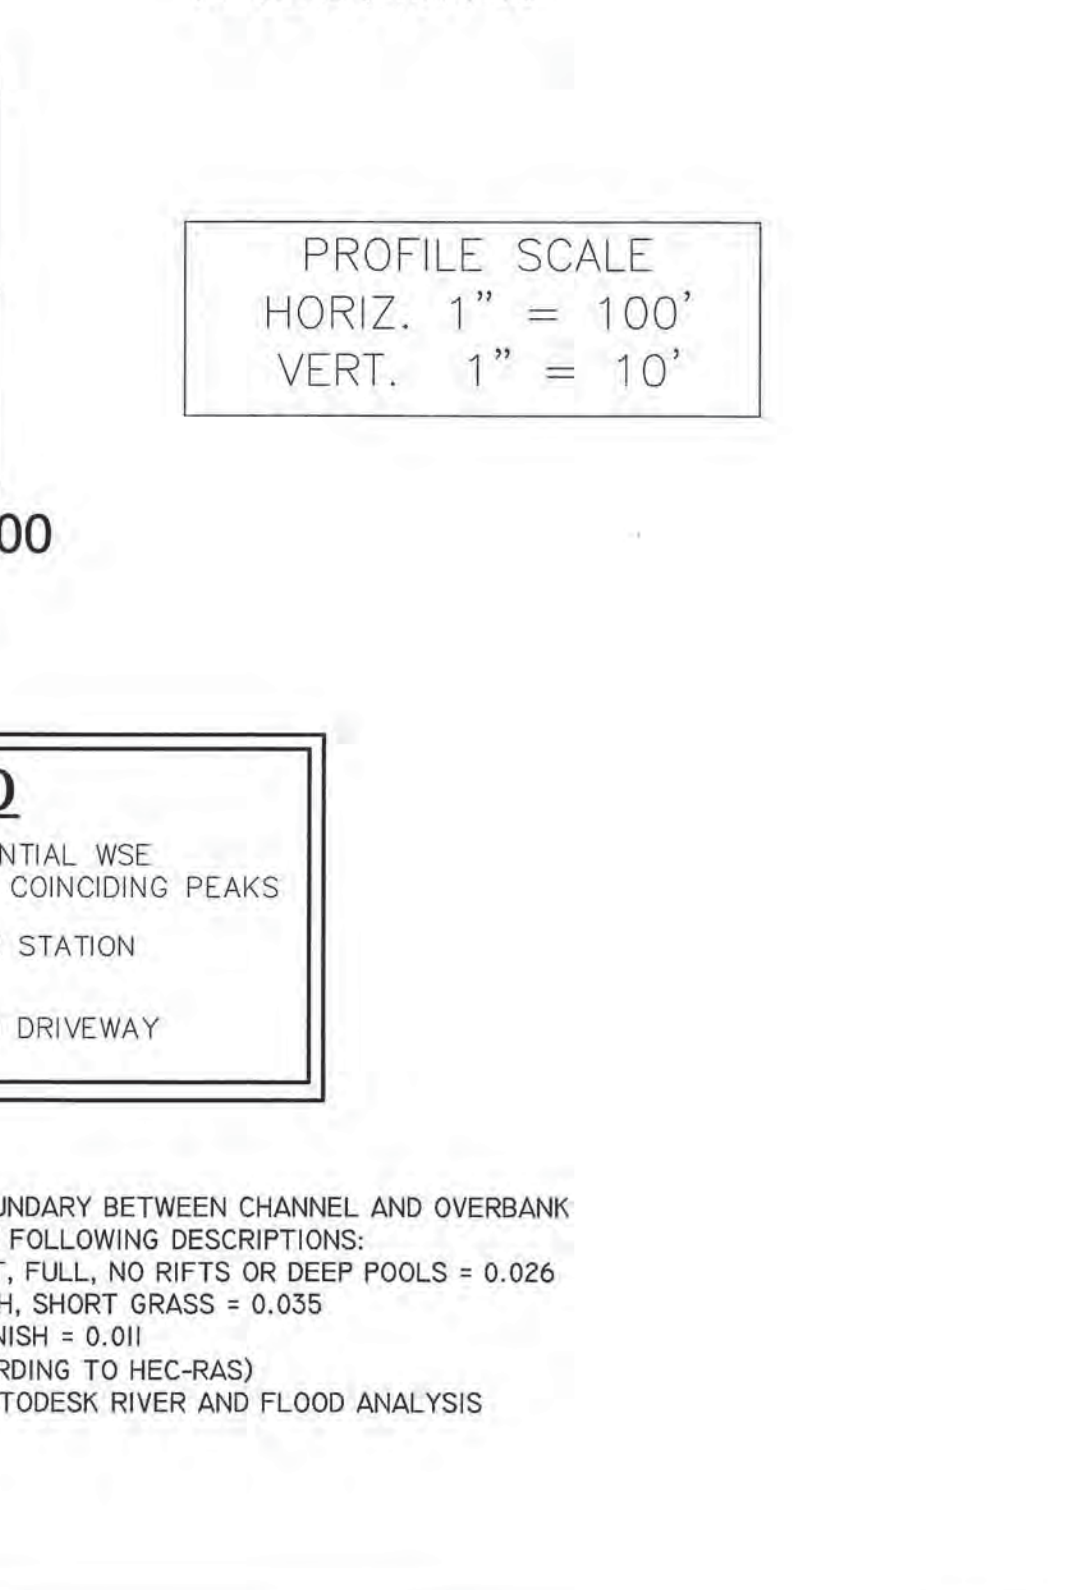 PROFILE SCALE
HORIZ. 1" = 100'
VERT. 1" = 10'
00
D
NTIAL WSE
COINCIDING PEAKS
STATION
DRIVEWAY
UNDARY BETWEEN CHANNEL AND OVERBANK
FOLLOWING DESCRIPTIONS:
T, FULL, NO RIFTS OR DEEP POOLS = 0.026
H, SHORT GRASS = 0.035
NISH = 0.011
RDING TO HEC-RAS)
TODESK RIVER AND FLOOD ANALYSIS